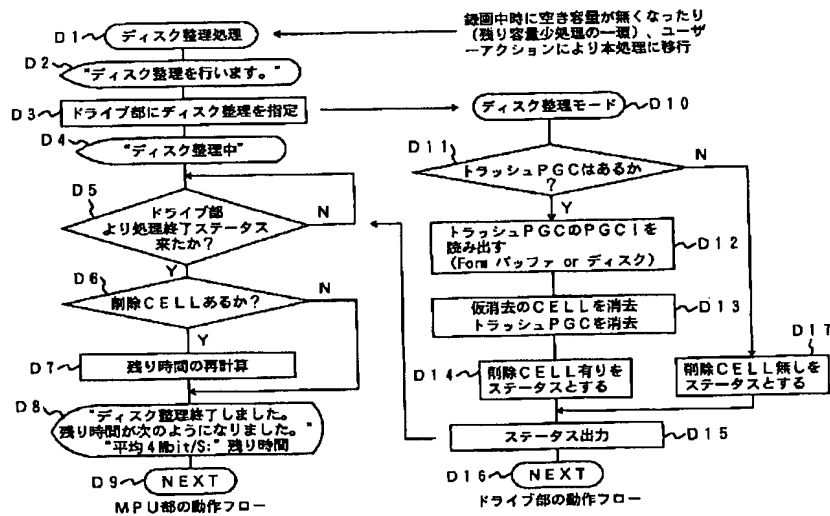 録画中時に空き容量が無くなったり
(残り容量少処理の一環)、ユーザ
ーアクションにより本処理に移行
D1 ディスク整理処理
D2 "ディスク整理を行います。"
D3 ドライブ部にディスク整理を指定
D4 "ディスク整理中"
D5 ドライブ部
より処理終了ステータス
来たか?
N
Y
D6 削除CELLあるか?
N
Y
D7 残り時間の再計算
D8 "ディスク整理終了しました。
残り時間が次のようになりました。"
"平均4Mbit/S:"残り時間
D9 NEXT
MPU部の動作フロー
ディスク整理モード D10
D11 トラッシュPGCはあるか
?
N
Y
トラッシュPGCのPGCIを
読み出す
(Form バッファ or ディスク)
D12
仮消去のCELLを消去
トラッシュPGCを消去
D13
D14 削除CELL有りを
ステータスとする
D17
削除CELL無しを
ステータスとする
ステータス出力 D15
D16 NEXT
ドライブ部の動作フロー